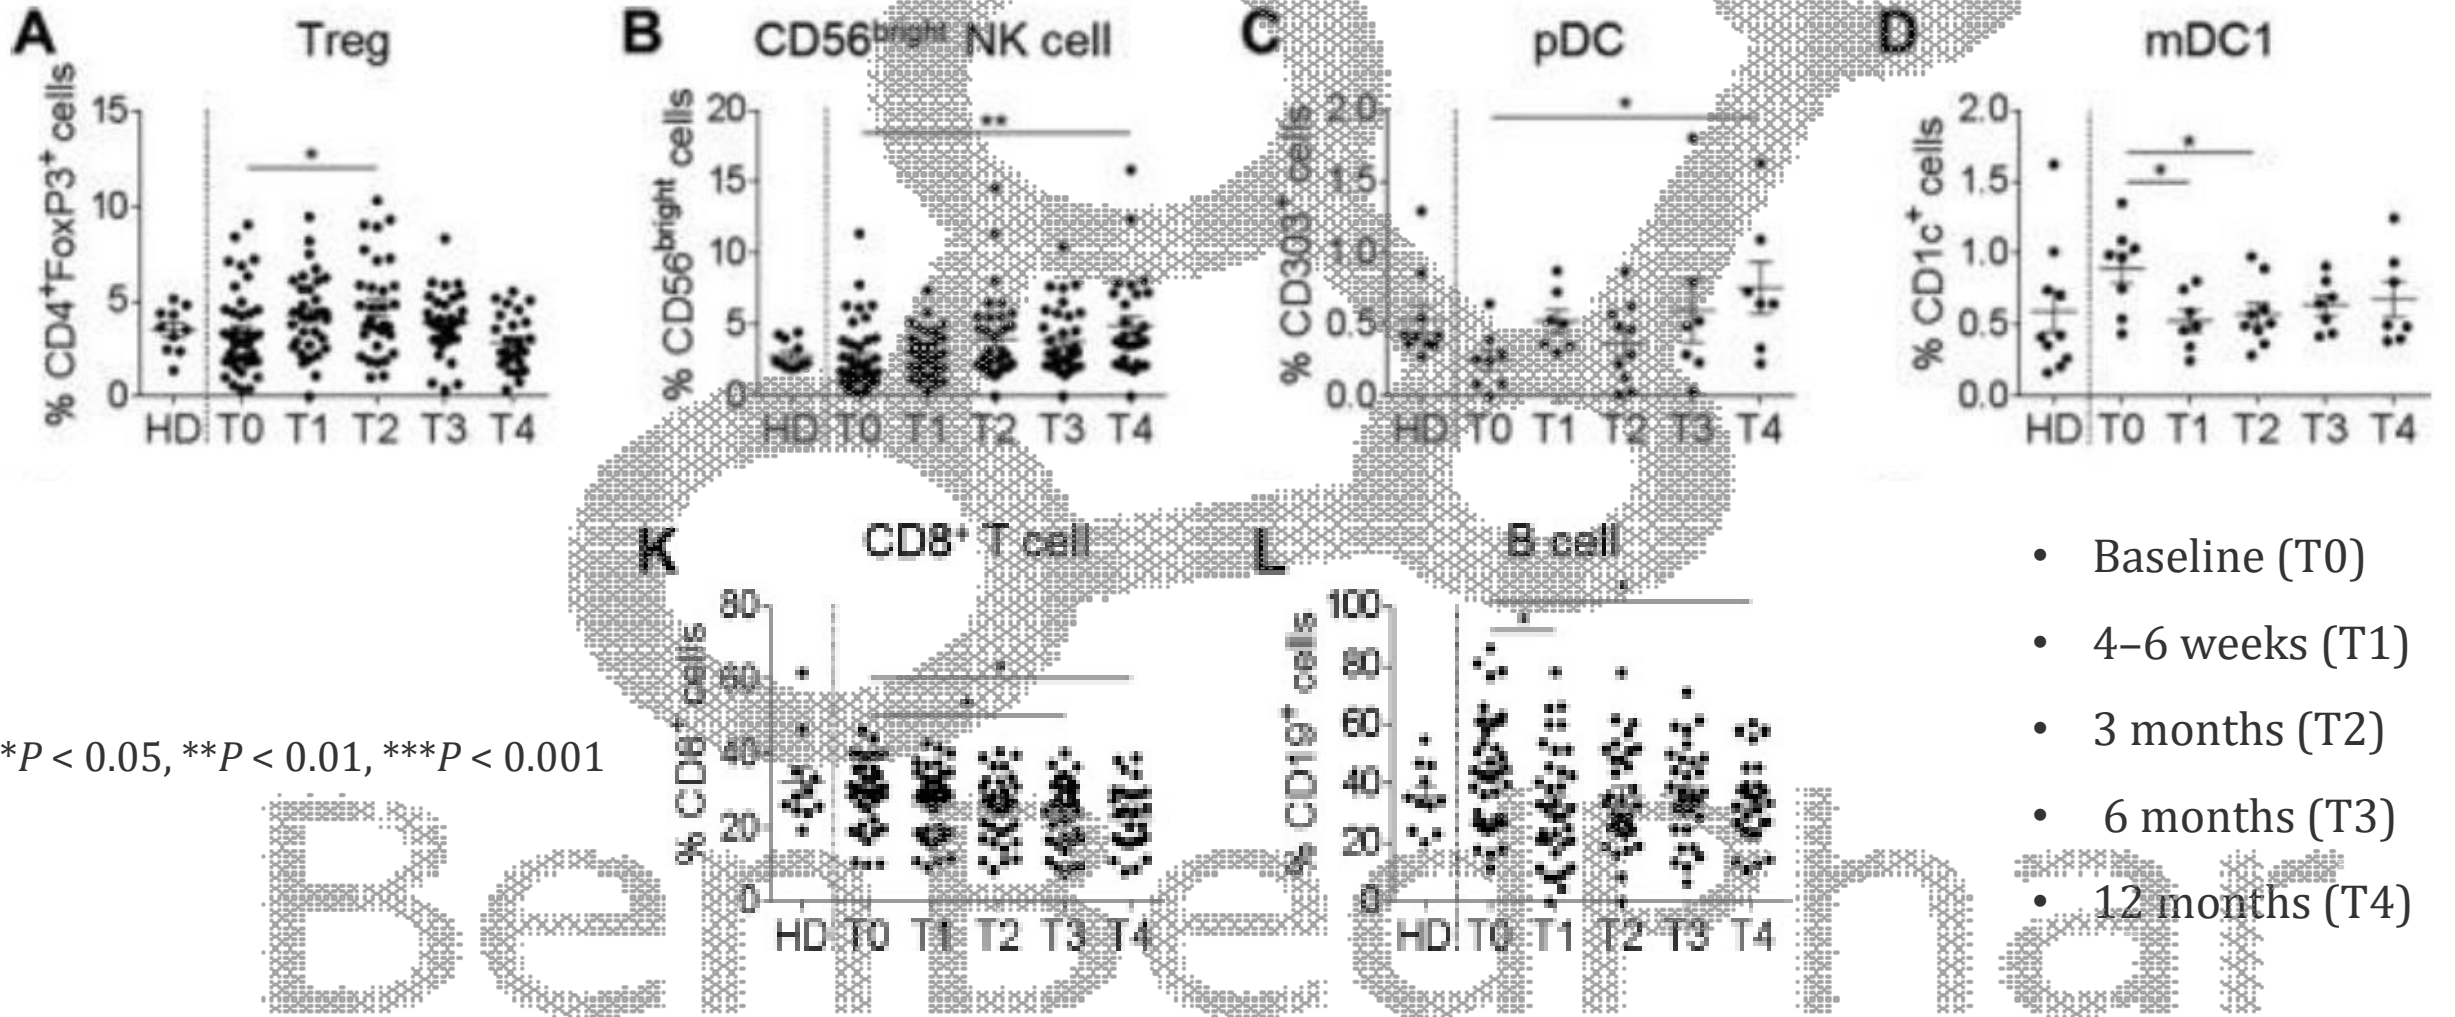 A Treg
% CD4+FoxP3+ cells
15
10
5
0
HD T0 T1 T2 T3 T4
*
B CD56bright NK cell
% CD56bright cells
20
15
10
5
0
HD T0 T1 T2 T3 T4
**
C pDC
% CD303+ cells
2.0
1.5
1.0
0.5
0.0
HD T0 T1 T2 T3 T4
*
D mDC1
% CD1c+ cells
2.0
1.5
1.0
0.5
0.0
HD T0 T1 T2 T3 T4
*
*
K CD8+ T cell
% CD8+ cells
80
60
40
20
0
HD T0 T1 T2 T3 T4
*
*
L B cell
% CD19+ cells
100
80
60
40
20
0
HD T0 T1 T2 T3 T4
*
*
• Baseline (T0)
• 4–6 weeks (T1)
• 3 months (T2)
• 6 months (T3)
• 12 months (T4)
*P < 0.05, **P < 0.01, ***P < 0.001